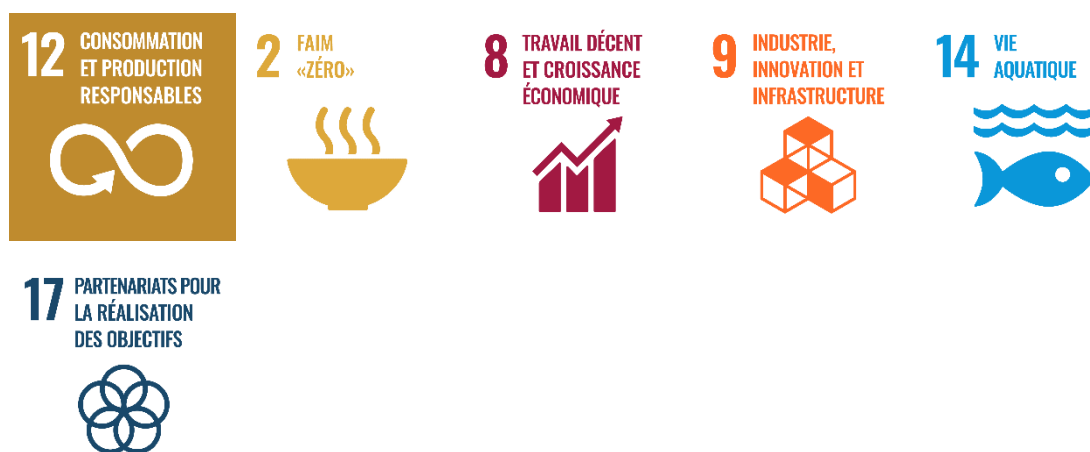 12 CONSOMMATION
ET PRODUCTION
RESPONSABLES
2 FAIM
«ZÉRO»
8 TRAVAIL DÉCENT
ET CROISSANCE
ÉCONOMIQUE
9 INDUSTRIE,
INNOVATION ET
INFRASTRUCTURE
14 VIE
AQUATIQUE
17 PARTENARIATS POUR
LA RÉALISATION
DES OBJECTIFS